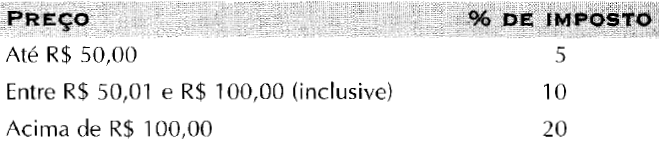 PREÇO % DE IMPOSTO
Até R$ 50,00 5
Entre R$ 50,01 e R$ 100,00 (inclusive) 10
Acima de R$ 100,00 20